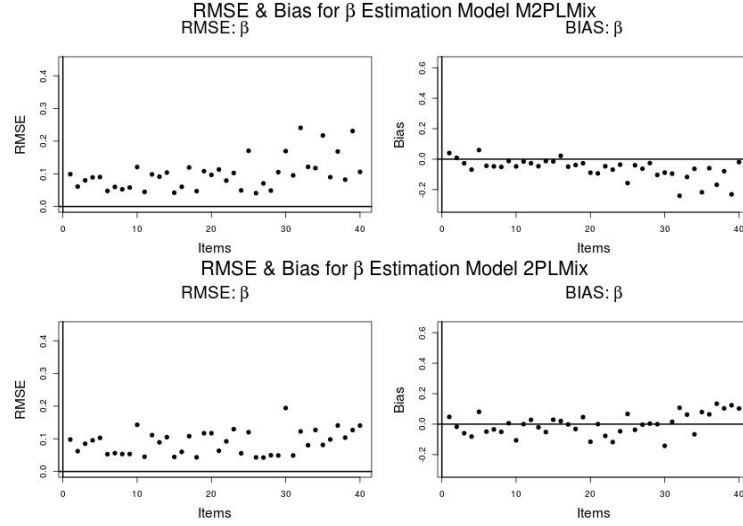 RMSE & Bias for β Estimation Model M2PLMix
RMSE: β
BIAS: β
RMSE
0.0 0.1 0.2 0.3 0.4
0 10 20 30 40
Items
Bias
-0.2 0.0 0.2 0.4 0.6
0 10 20 30 40
Items
RMSE & Bias for β Estimation Model 2PLMix
RMSE: β
BIAS: β
RMSE
0.0 0.1 0.2 0.3 0.4
0 10 20 30 40
Items
Bias
-0.2 0.0 0.2 0.4 0.6
0 10 20 30 40
Items